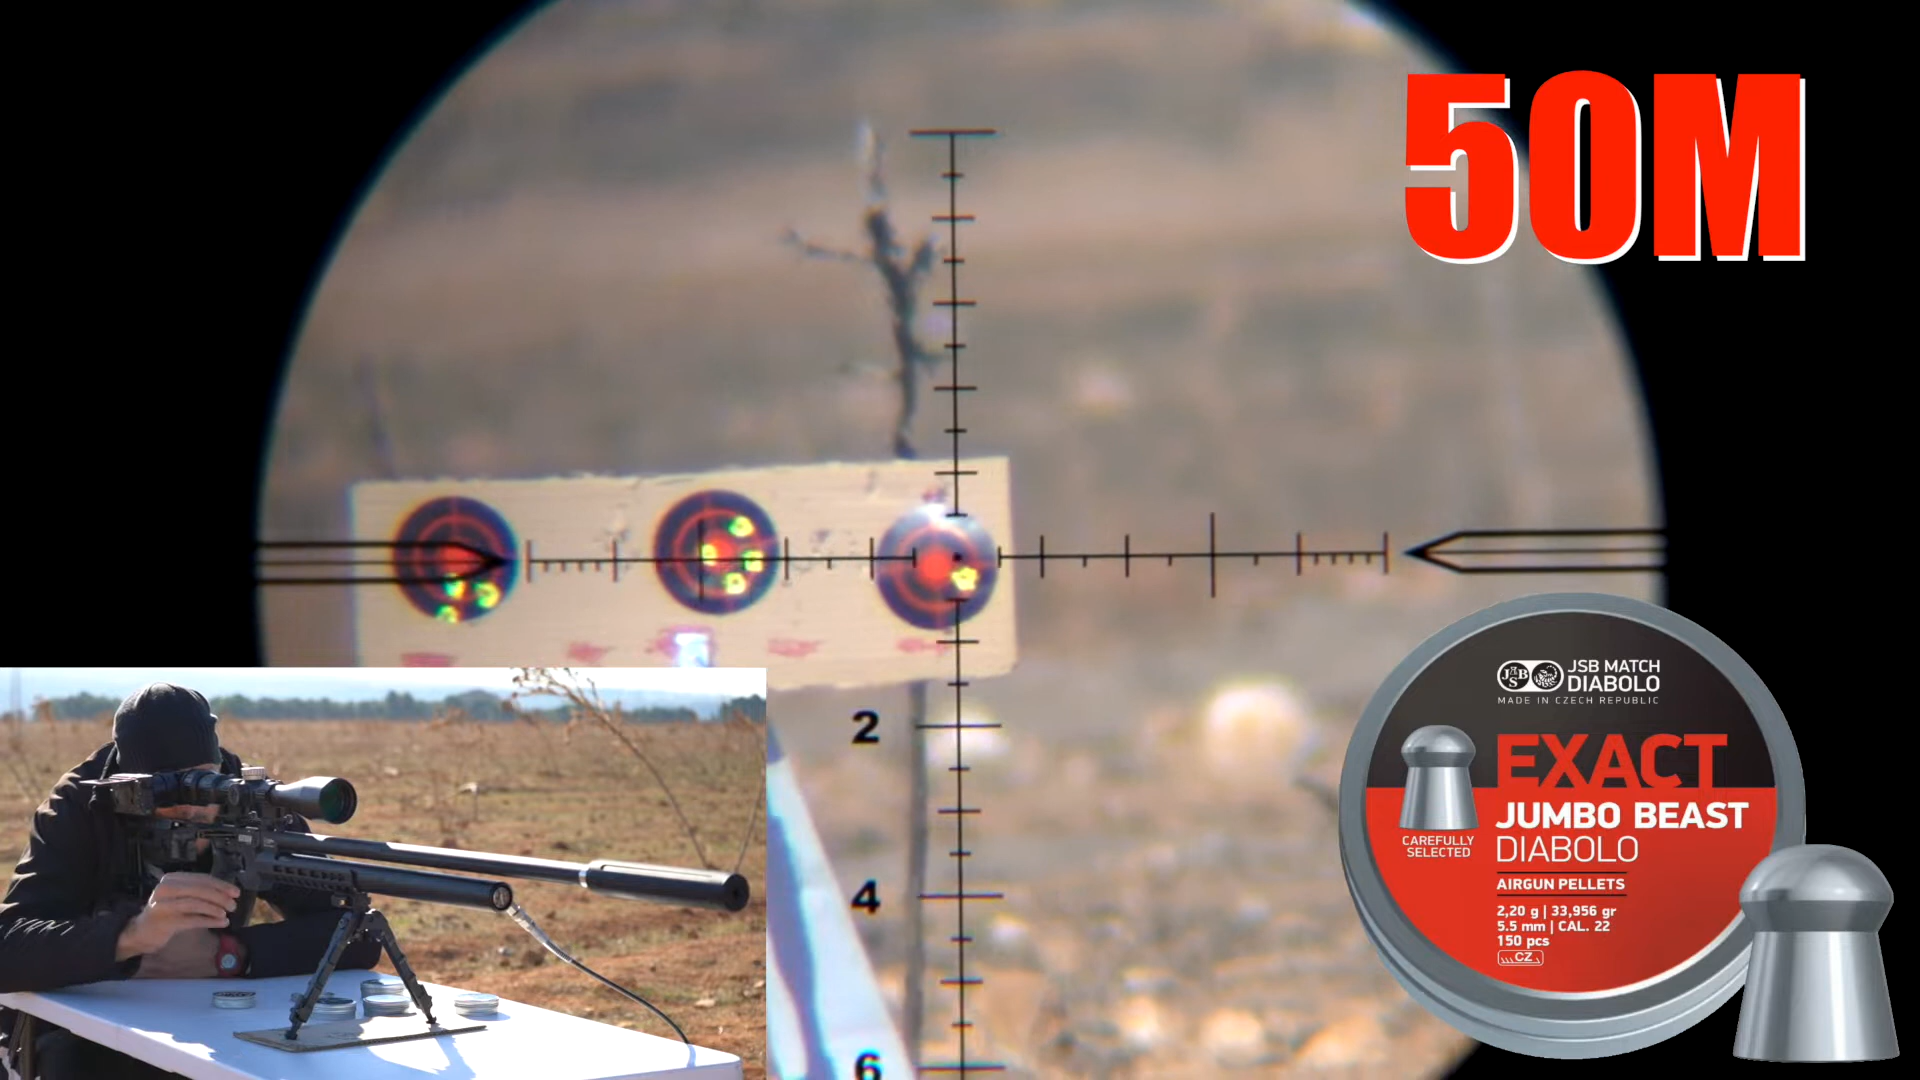 50M
JSB
JSB MATCH
DIABOLO
MADE IN CZECH REPUBLIC
EXACT
JUMBO BEAST
DIABOLO
CAREFULLY
SELECTED
AIRGUN PELLETS
2,20 g | 33,956 gr
5.5 mm | CAL. 22
150 pcs
CZ
2
4
6